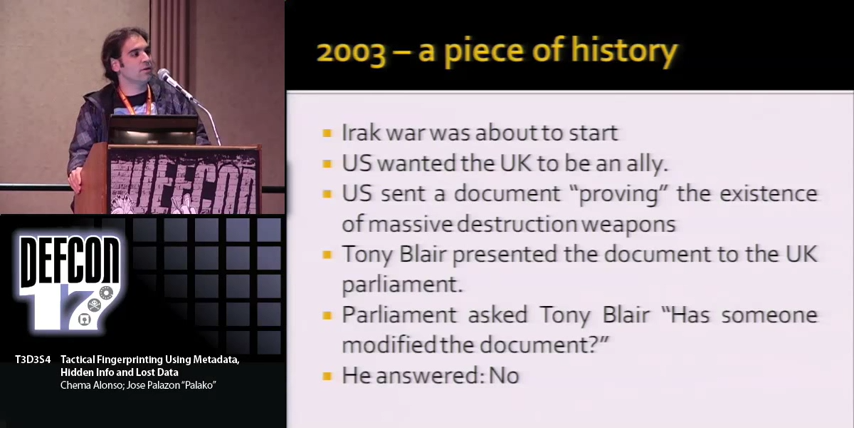 2003 – a piece of history
Irak war was about to start
US wanted the UK to be an ally.
US sent a document “proving” the existence
of massive destruction weapons
Tony Blair presented the document to the UK
parliament.
Parliament asked Tony Blair “Has someone
modified the document?”
He answered: No
DEFCON
DEFCON
17
T3D3S4 Tactical Fingerprinting Using Metadata,
Hidden Info and Lost Data
Chema Alonso; Jose Palazon “Palako”